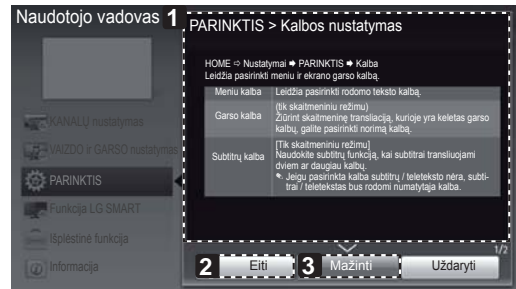 Naudotojo vadovas
1
PARINKTIS > Kalbos nustatymas
HOME ⇨ Nustatymai ➡ PARINKTIS ➡ Kalba
Leidžia pasirinkti meniu ir ekrano garso kalbą.
Meniu kalba
Leidžia pasirinkti rodomo teksto kalbą.
Garso kalba
(tik skaitmeniniu režimu)
Žiūrint skaitmeninę transliaciją, kurioje yra keletas garso
kalbų, galite pasirinkti norimą kalbą.
Subtitrų kalba
[Tik skaitmeniniu režimu]
Naudokite subtitrų funkciją, kai subtitrai transliuojami
dviem ar daugiau kalbų.
Jeigu pasirinkta kalba subtitrų / teleteksto nėra, subti-
trai / teletekstas bus rodomi numatytąja kalba.
KANALŲ nustatymas
VAIZDO ir GARSO nustatymas
PARINKTIS
Funkcija LG SMART
Išplėstinė funkcija
Informacija
1/2
2
Eiti
3
Mažinti
Uždaryti